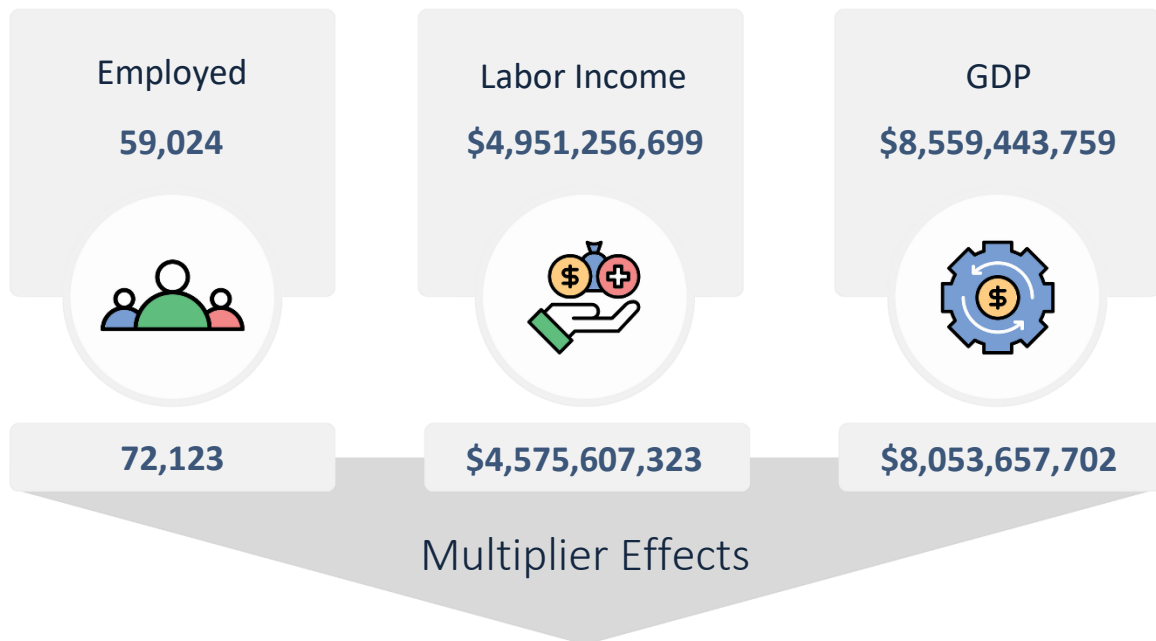 Employed
59,024
Labor Income
$4,951,256,699
GDP
$8,559,443,759
$
$
72,123
$4,575,607,323
$8,053,657,702
Multiplier Effects